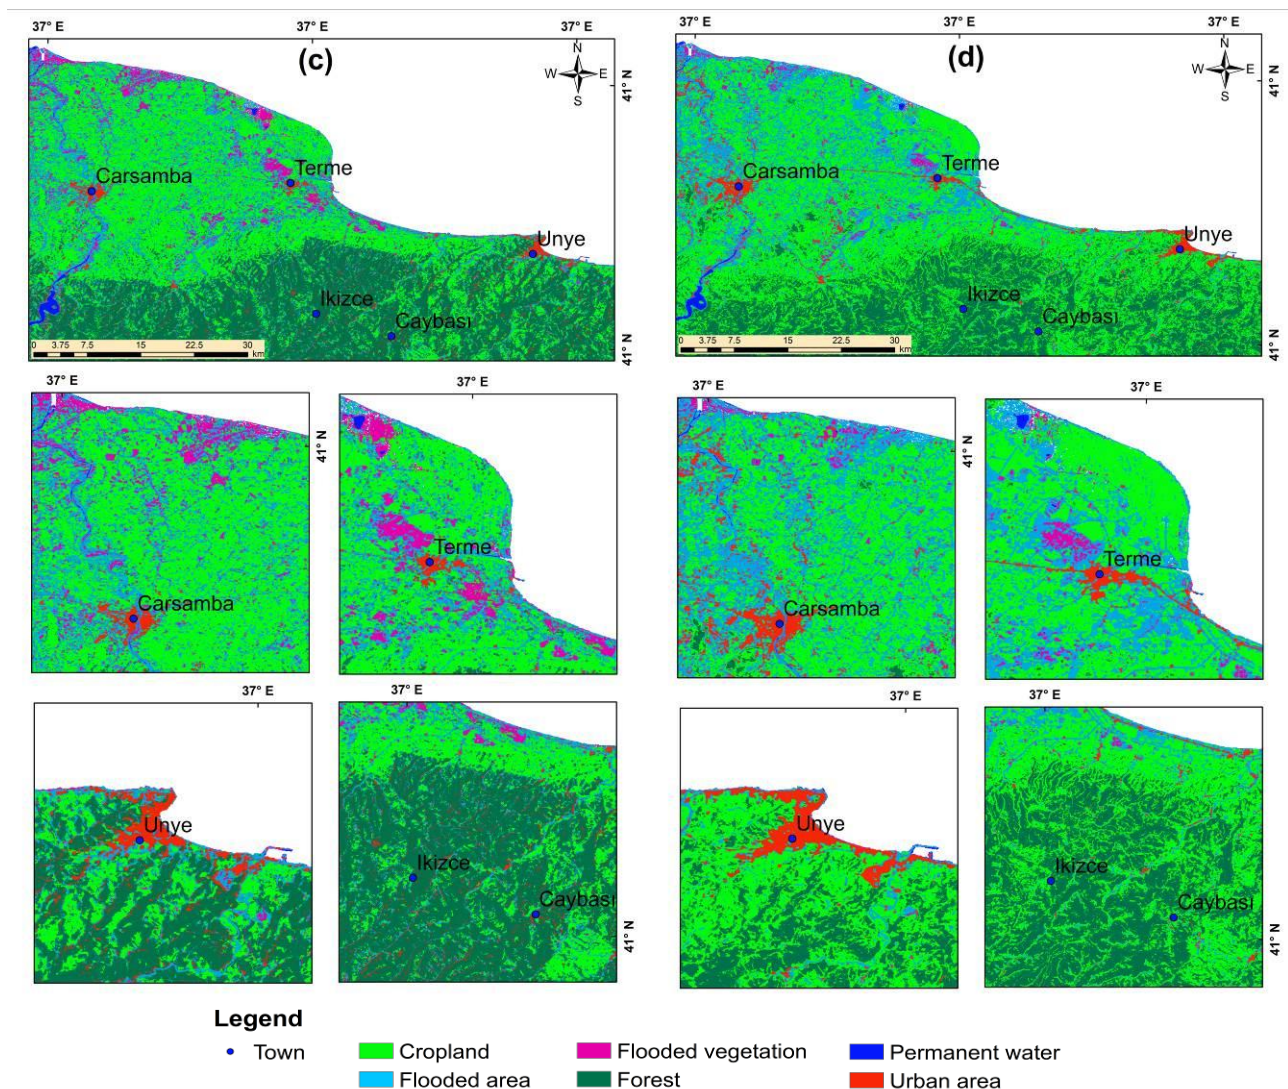 37° E 37° E 37° E
(c)
N
W E
S
41° N
Carsamba
Terme
Unye
Ikizce
Caybası
0 3.75 7.5 15 22.5 30
km
41° N
37° E 37° E 37° E
(d)
N
W E
S
41° N
Carsamba
Terme
Unye
Ikizce
Caybası
0 3.75 7.5 15 22.5 30
km
41° N
37° E
41° N
Carsamba
37° E
Terme
37° E
41° N
Carsamba
37° E
Terme
37° E
Unye
37° E
Ikizce
Caybası
41° N
37° E
Unye
37° E
Ikizce
Caybası
41° N
Legend
Town
Cropland
Flooded vegetation
Permanent water
Flooded area
Forest
Urban area